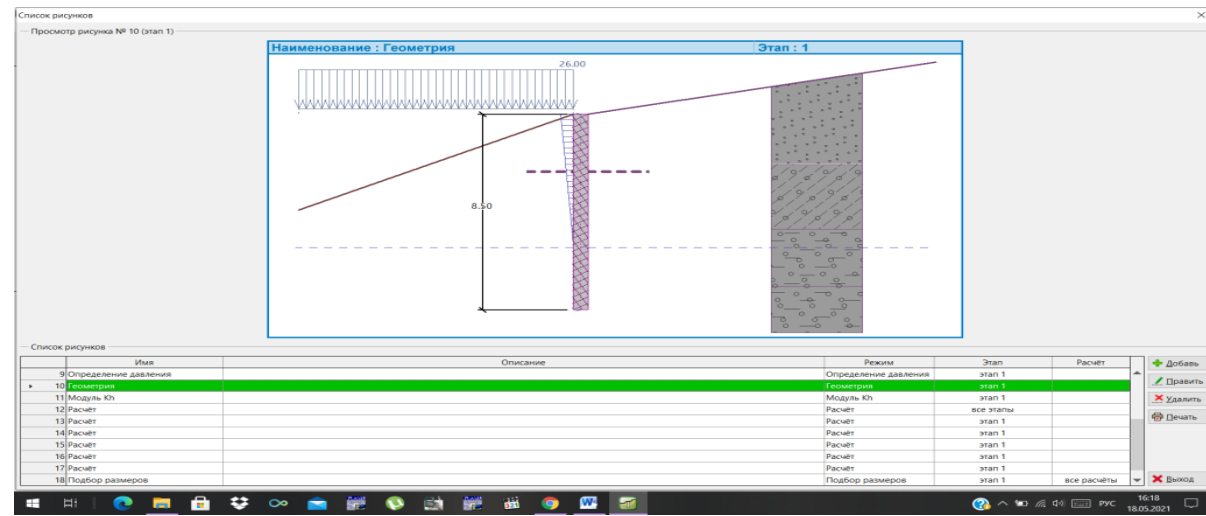 Список рисунков
Просмотр рисунка № 10 (этап 1)
Наименование : Геометрия Этап : 1
26.00
8.50
Список рисунков
Имя Описание Режим Этап Расчёт
Добавь
9 Определение давления Определение давления этап 1
10 Геометрия Геометрия этап 1
Править
11 Модуль Kh Модуль Kh этап 1
Удалить
12 Расчёт Расчёт все этапы
Печать
13 Расчёт Расчёт этап 1
14 Расчёт Расчёт этап 1
15 Расчёт Расчёт этап 1
16 Расчёт Расчёт этап 1
17 Расчёт Расчёт этап 1
18 Подбор размеров Подбор размеров этап 1 все расчёты
Выход
W
РУС
16:18
18.05.2021